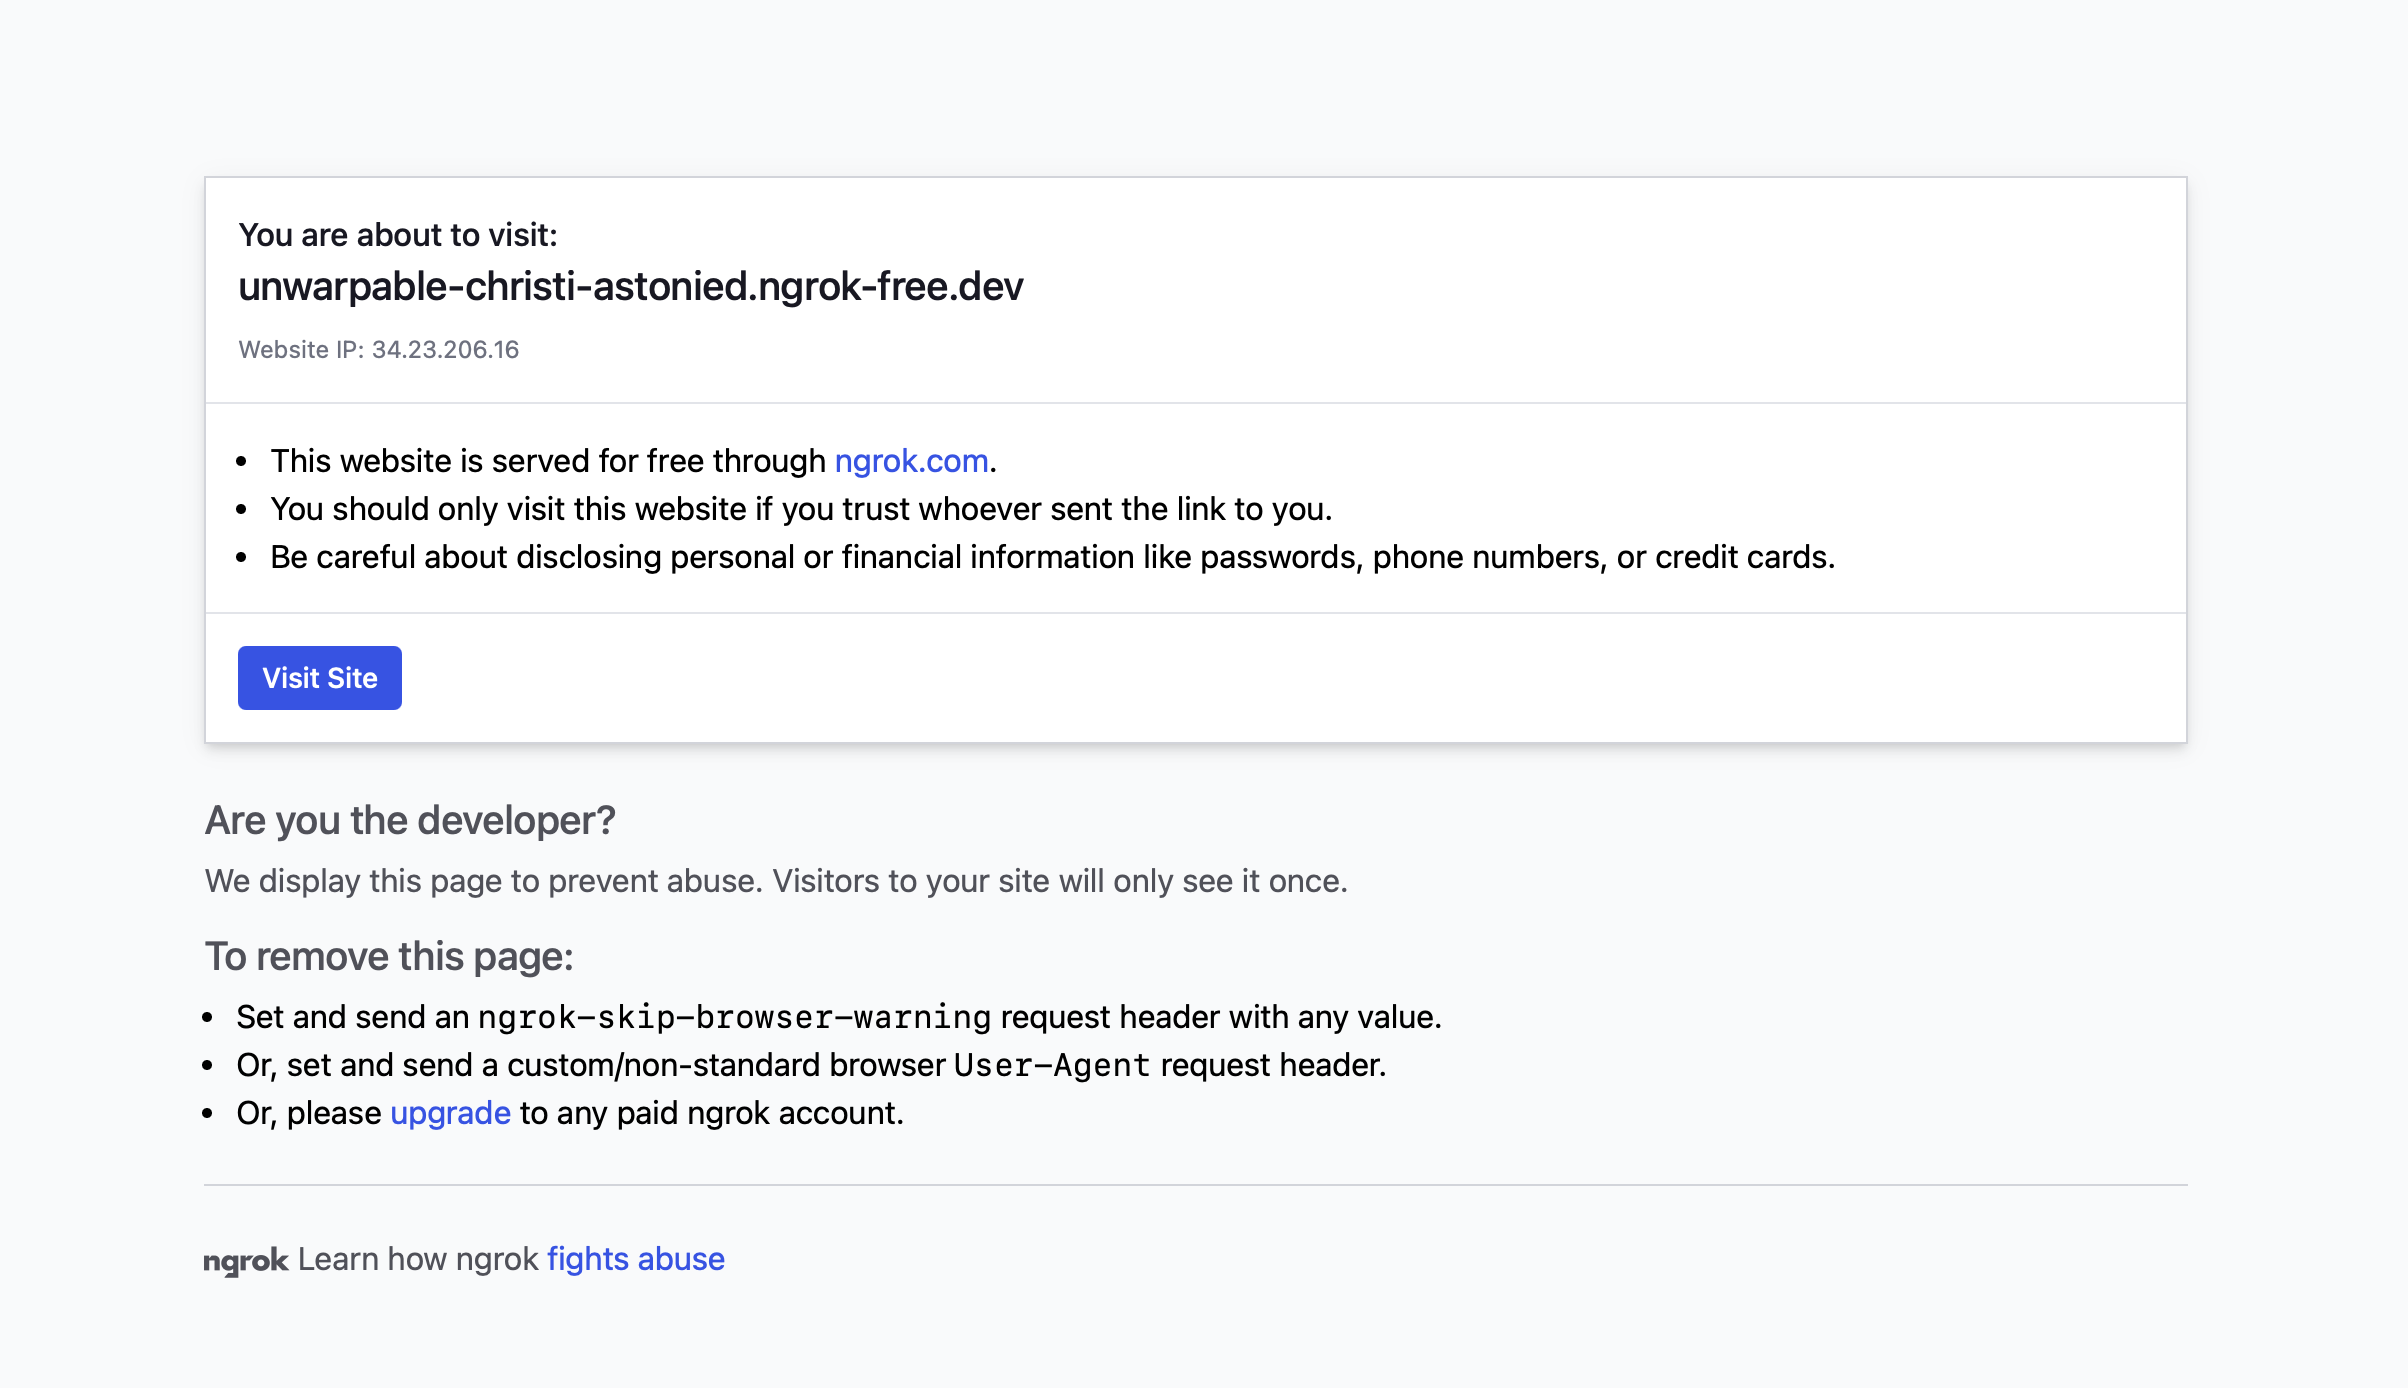 You are about to visit:
unwarpable-christi-astonied.ngrok-free.dev
Website IP: 34.23.206.16
• This website is served for free through ngrok.com.
• You should only visit this website if you trust whoever sent the link to you.
• Be careful about disclosing personal or financial information like passwords, phone numbers, or credit cards.
Visit Site
Are you the developer?
We display this page to prevent abuse. Visitors to your site will only see it once.
To remove this page:
• Set and send an ngrok-skip-browser-warning request header with any value.
• Or, set and send a custom/non-standard browser User-Agent request header.
• Or, please upgrade to any paid ngrok account.
ngrok Learn how ngrok fights abuse